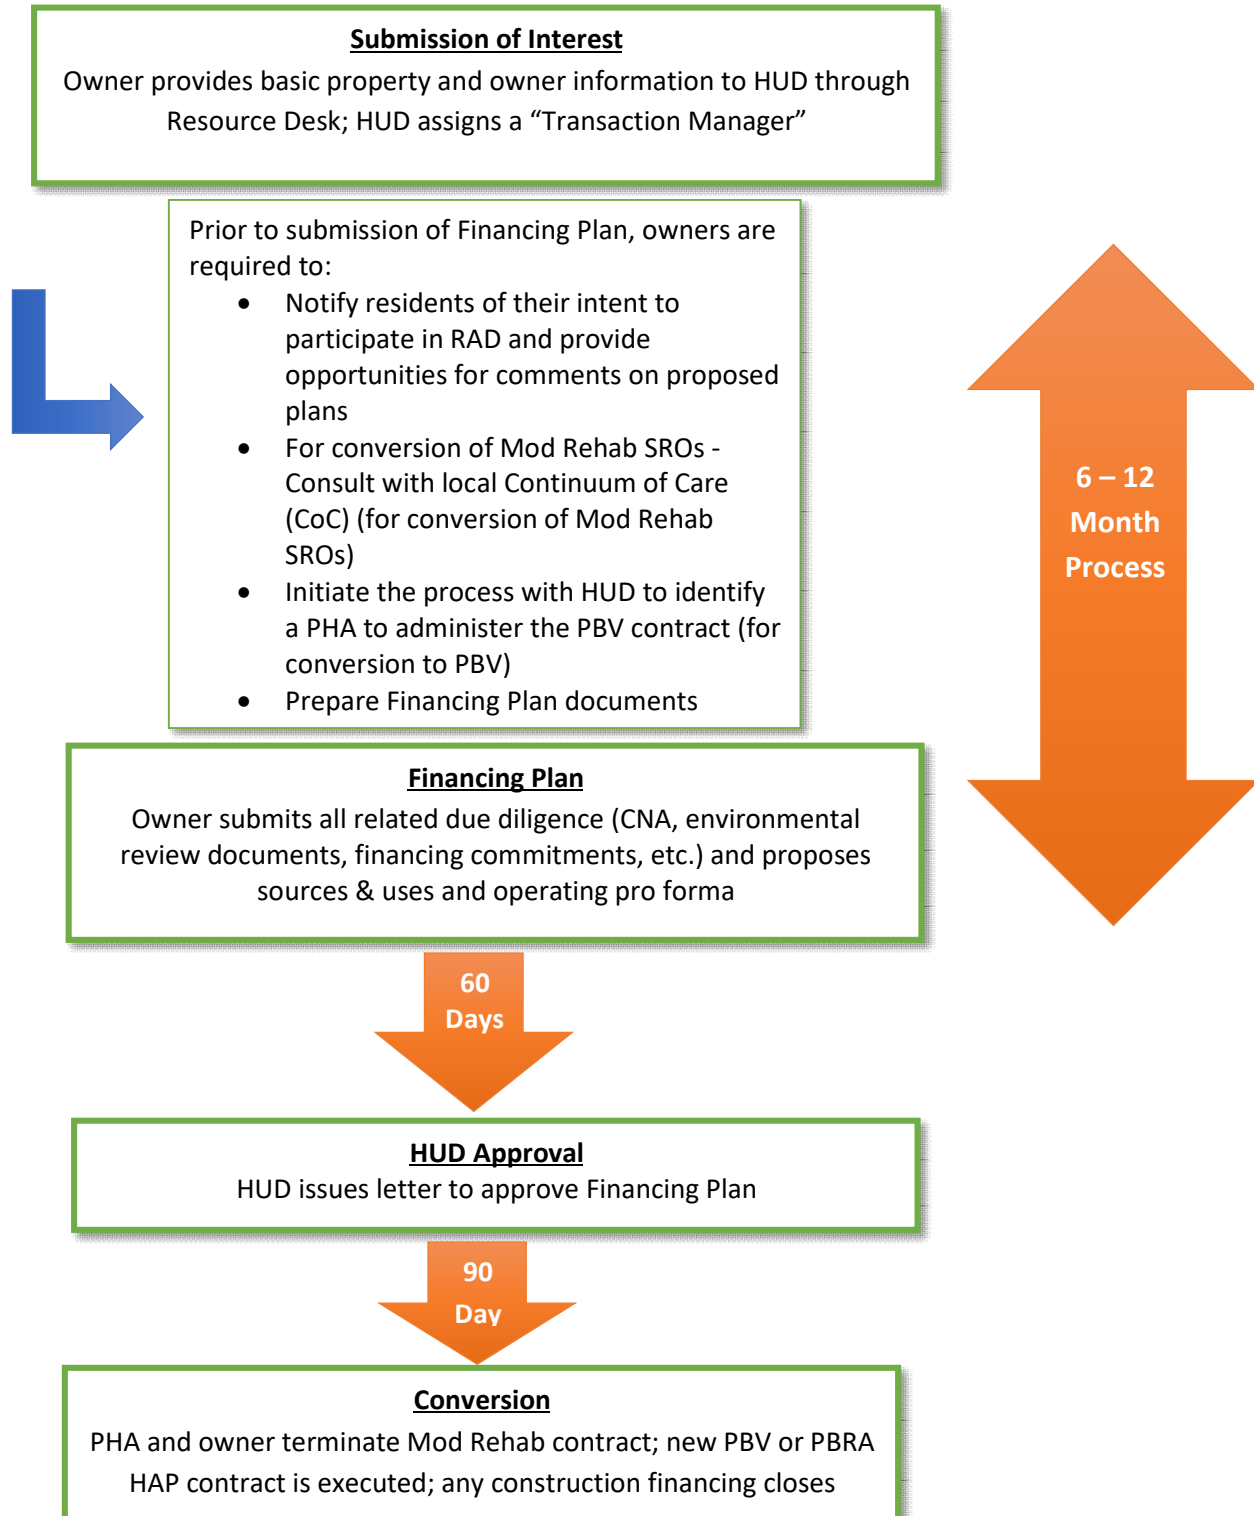 Submission of Interest
Owner provides basic property and owner information to HUD through
Resource Desk; HUD assigns a “Transaction Manager”
Prior to submission of Financing Plan, owners are
required to:
• Notify residents of their intent to
participate in RAD and provide
opportunities for comments on proposed
plans
• For conversion of Mod Rehab SROs -
Consult with local Continuum of Care
(CoC) (for conversion of Mod Rehab
SROs)
• Initiate the process with HUD to identify
a PHA to administer the PBV contract (for
conversion to PBV)
• Prepare Financing Plan documents
6 – 12
Month
Process
Financing Plan
Owner submits all related due diligence (CNA, environmental
review documents, financing commitments, etc.) and proposes
sources & uses and operating pro forma
60
Days
HUD Approval
HUD issues letter to approve Financing Plan
90
Day
Conversion
PHA and owner terminate Mod Rehab contract; new PBV or PBRA
HAP contract is executed; any construction financing closes